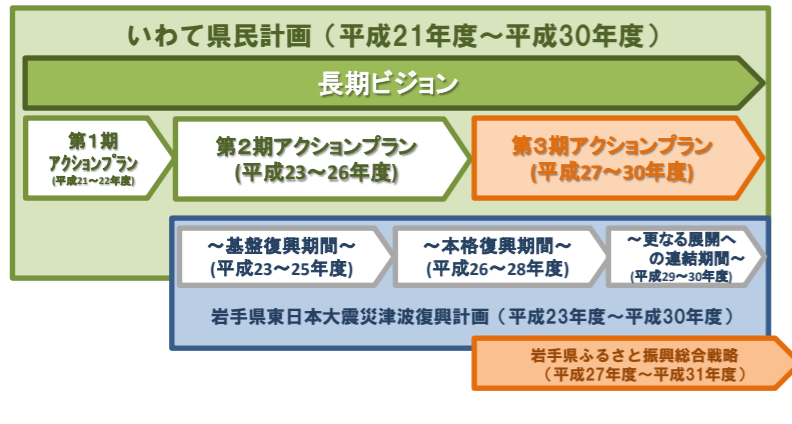 いわて県民計画（平成21年度～平成30年度）
長期ビジョン
第１期
アクションプラン
(平成21～22年度)
第２期アクションプラン
(平成23～26年度)
第３期アクションプラン
(平成27～30年度)
～基盤復興期間～
(平成23～25年度)
～本格復興期間～
(平成26～28年度)
～更なる展開へ
の連結期間～
(平成29～30年度)
岩手県東日本大震災津波復興計画（平成23年度～平成30年度）
岩手県ふるさと振興総合戦略
（平成27年度～平成31年度）